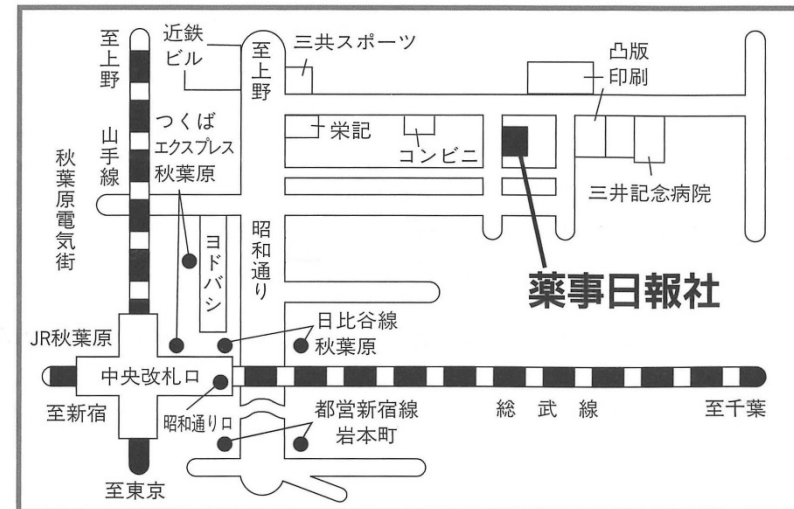 至上野
近鉄
ビル
至上野
三共スポーツ
凸版
印刷
山手線
つくば
エクスプレス
秋葉原
栄記
コンビニ
三井記念病院
秋葉原電気街
ヨドバシ
昭和通り
薬事日報社
JR秋葉原
日比谷線
秋葉原
中央改札口
至新宿
昭和通り口
都営新宿線
岩本町
総武線
至千葉
至東京